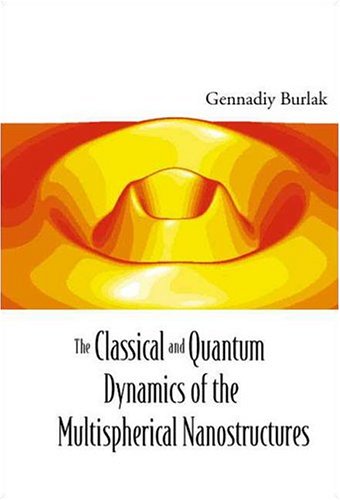 Gennadiy Burlak
The Classical and Quantum
Dynamics of the
Multispherical Nanostructures